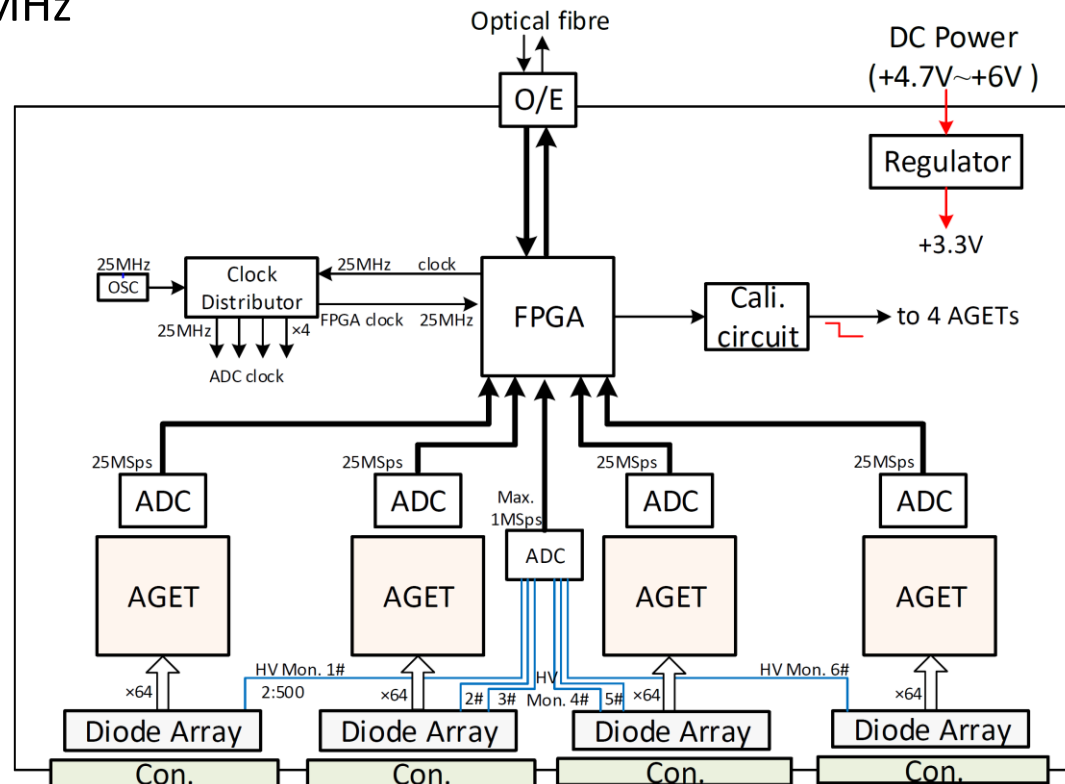 MHz
Optical fibre
DC Power
(+4.7V~+6V )
O/E
Regulator
+3.3V
25MHz
OSC
Clock
Distributor
25MHz clock
FPGA clock 25MHz
25MHz
×4
ADC clock
FPGA
Cali.
circuit
to 4 AGETs
25MSps
ADC
25MSps
ADC
Max.
1MSps
ADC
25MSps
ADC
25MSps
ADC
AGET
AGET
AGET
AGET
HV Mon. 1#
2:500
HV
Mon. 4#
2#
3#
5#
HV Mon. 6#
×64
×64
×64
×64
Diode Array
Diode Array
Diode Array
Diode Array
Con.
Con.
Con.
Con.